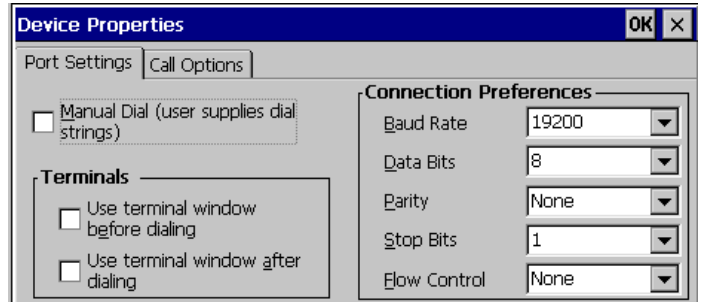 Device Properties OK ×
Port Settings Call Options
Manual Dial (user supplies dial
strings)
Terminals
Use terminal window
before dialing
Use terminal window after
dialing
Connection Preferences
Baud Rate 19200
Data Bits 8
Parity None
Stop Bits 1
Flow Control None